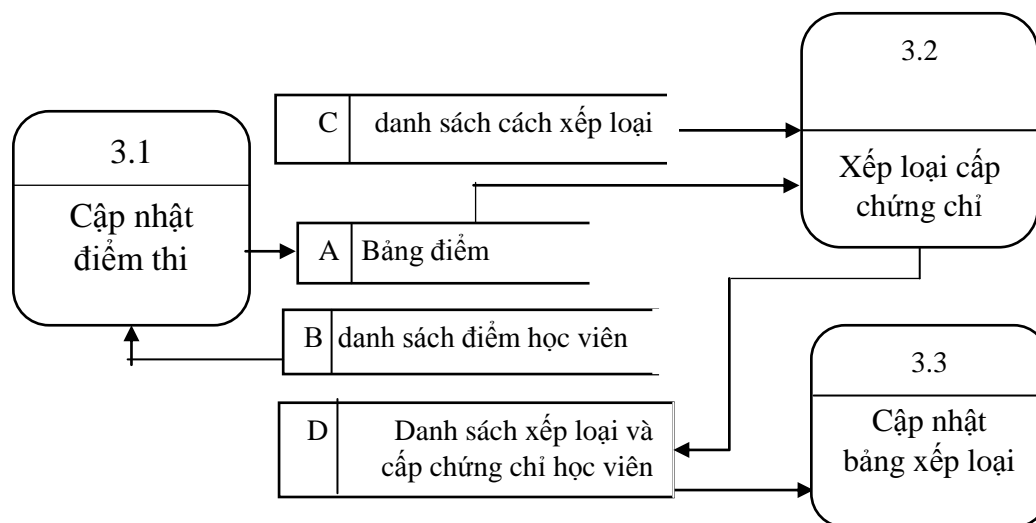 3.2
C danh sách cách xếp loại
3.1
Xếp loại cấp
chứng chỉ
Cập nhật
điểm thi
A Bảng điểm
B danh sách điểm học viên
3.3
D Danh sách xếp loại và
cấp chứng chỉ học viên
Cập nhật
bảng xếp loại